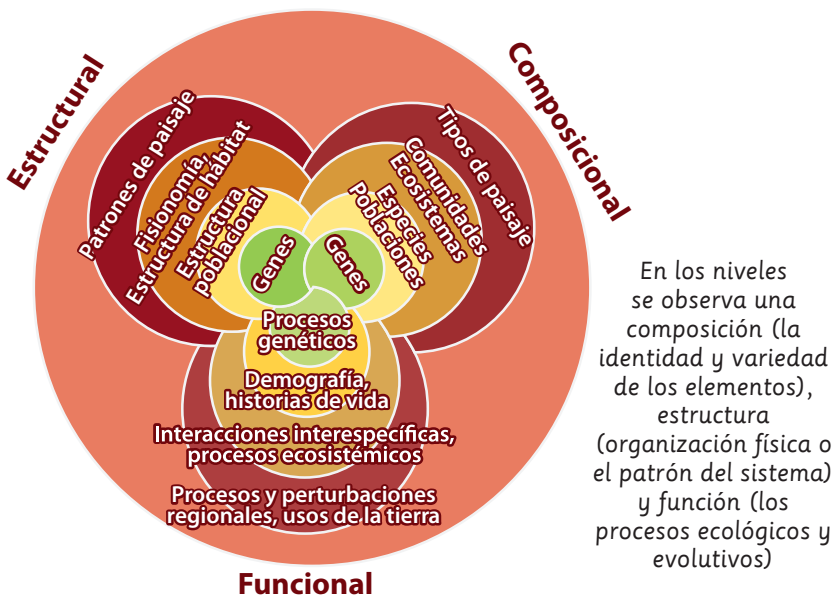 Estructural
Composicional
Patrones de paisaje
Fisionomía,
Estructura de hábitat
Estructura
poblacional
Genes
Tipos de paisaje
Comunidades
Ecosistemas
Especies
Poblaciones
Genes
Procesos
genéticos
Demografía,
historias de vida
Interacciones interespecíficas,
procesos ecosistémicos
Procesos y perturbaciones
regionales, usos de la tierra
Funcional
En los niveles
se observa una
composición (la
identidad y variedad
de los elementos),
estructura
(organización física o
el patrón del sistema)
y función (los
procesos ecológicos y
evolutivos)